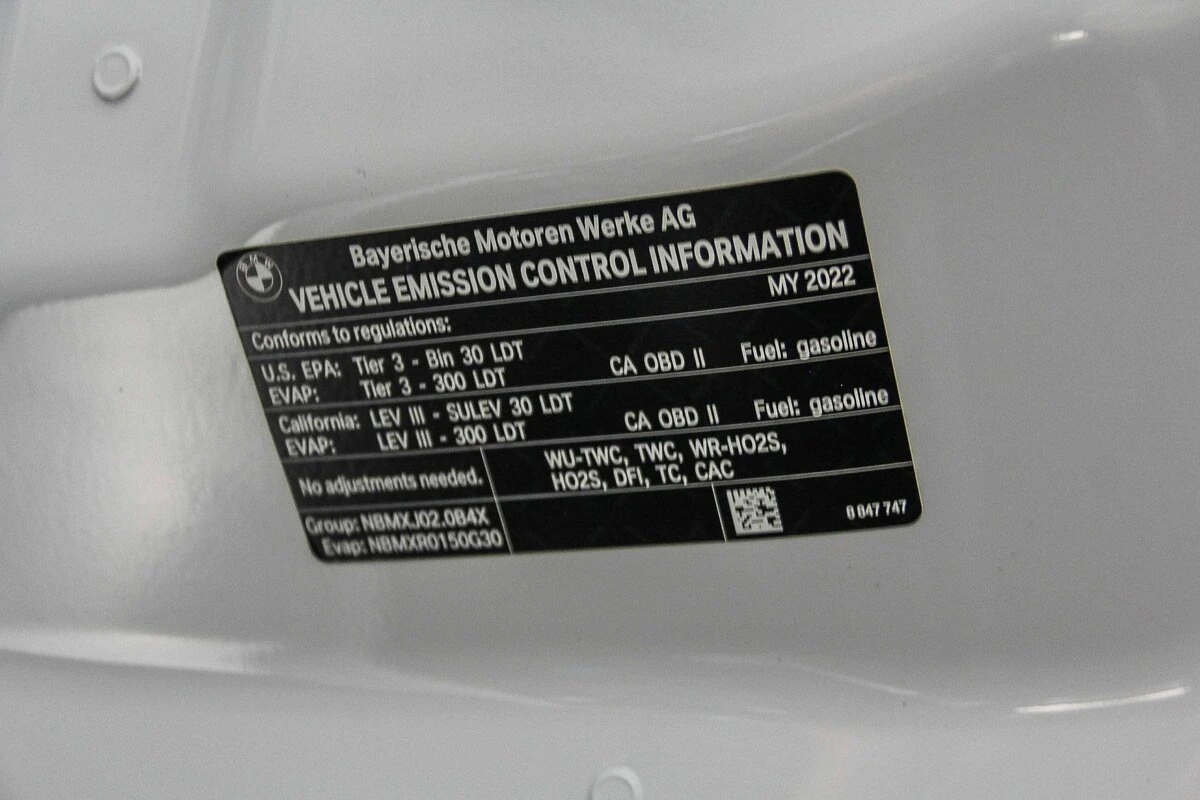 BMW
Bayerische Motoren Werke AG
VEHICLE EMISSION CONTROL INFORMATION
Conforms to regulations: MY 2022
U.S. EPA: Tier 3 - Bin 30 LDT CA OBD II Fuel: gasoline
EVAP: Tier 3 - 300 LDT
California: LEV III - SULEV 30 LDT CA OBD II Fuel: gasoline
EVAP: LEV III - 300 LDT
No adjustments needed. WU-TWC, TWC, WR-HO2S,
HO2S, DFI, TC, CAC
Group: NBMXJ02.0B4X
Evap: NBMXR0150G30
8 847 747